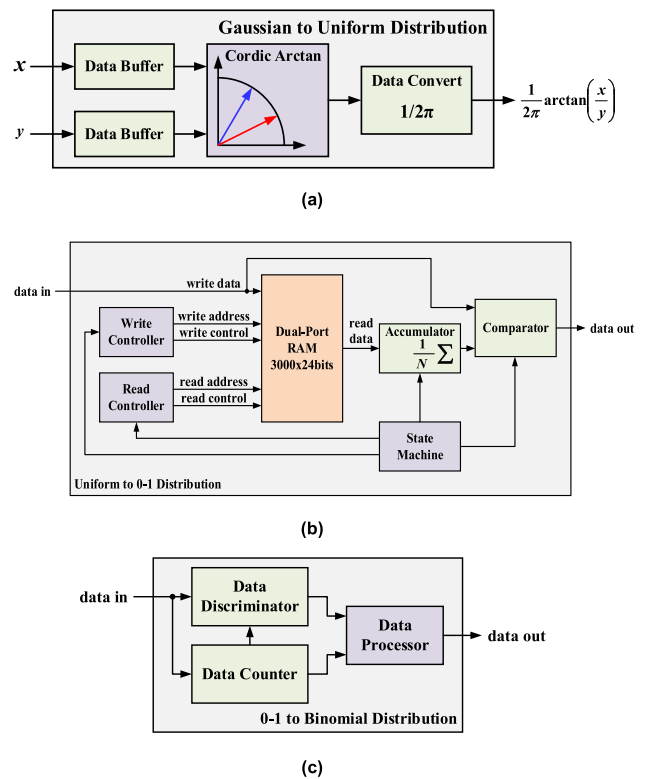 Gaussian to Uniform Distribution
x
Data Buffer
Cordic Arctan
Data Convert
1/2π
1/2π arctan(x/y)
y
Data Buffer
(a)
data in
write data
Write
Controller
write address
write control
Dual-Port
RAM
3000x24bits
read
data
Accumulator
1/N ∑
Comparator
data out
Read
Controller
read address
read control
State
Machine
Uniform to 0-1 Distribution
(b)
data in
Data
Discriminator
Data
Processor
data out
Data Counter
0-1 to Binomial Distribution
(c)